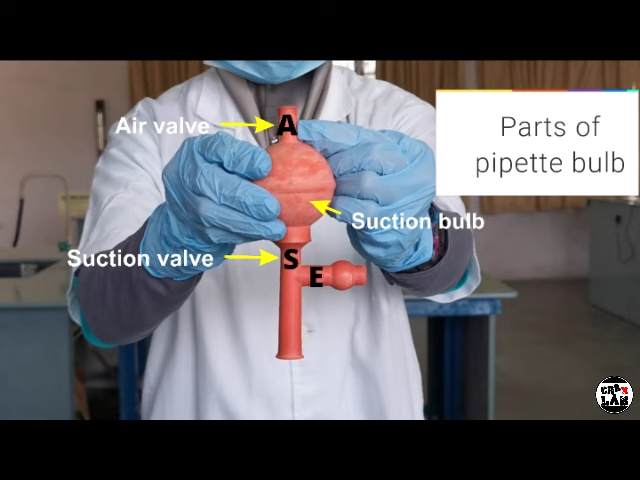 Air valve
A
Parts of
pipette bulb
Suction bulb
Suction valve
S
E